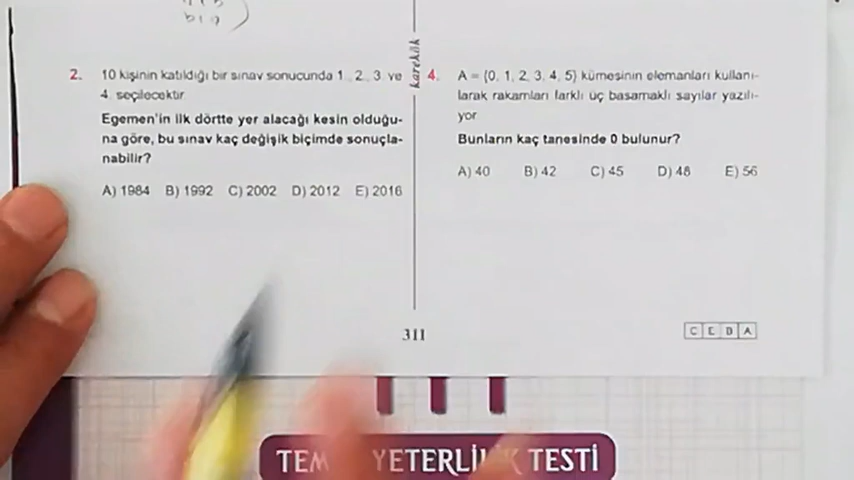 2. 10 kişinin katıldığı bir sınav sonucunda 1., 2., 3. ve
4. seçilecektir.
Egemen'in ilk dörtte yer alacağı kesin olduğu-
na göre, bu sınav kaç değişik biçimde sonuçla-
nabilir?
A) 1984 B) 1992 C) 2002 D) 2012 E) 2016
karekök
4. A = {0, 1, 2, 3, 4, 5} kümesinin elemanları kullanı-
larak rakamları farklı üç basamaklı sayılar yazılı-
yor.
Bunların kaç tanesinde 0 bulunur?
A) 40 B) 42 C) 45 D) 48 E) 56
311
C E D A
YETERLİLİK TESTİ